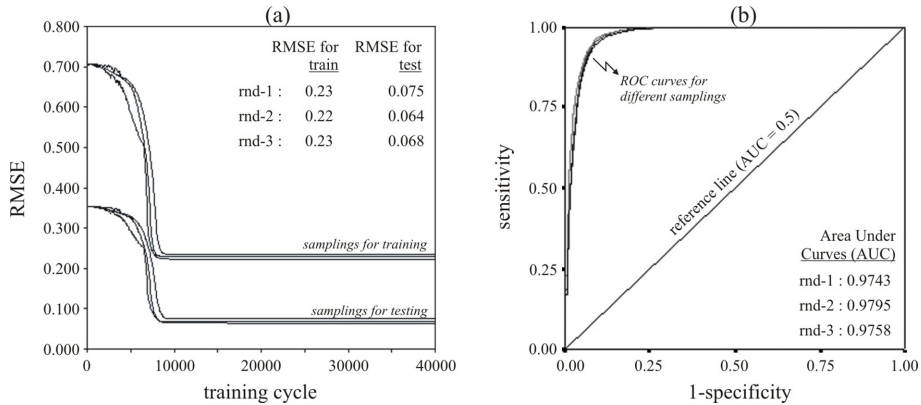 (a)
RMSE
0.800
0.700
0.600
0.500
0.400
0.300
0.200
0.100
0.000
RMSE for train RMSE for test
rnd-1 : 0.23 0.075
rnd-2 : 0.22 0.064
rnd-3 : 0.23 0.068
samplings for training
samplings for testing
0 10000 20000 30000 40000
training cycle
(b)
sensitivity
1.00
0.75
0.50
0.25
0.00
ROC curves for
different samplings
reference line (AUC = 0.5)
Area Under
Curves (AUC)
rnd-1 : 0.9743
rnd-2 : 0.9795
rnd-3 : 0.9758
0.00 0.25 0.50 0.75 1.00
1-specificity